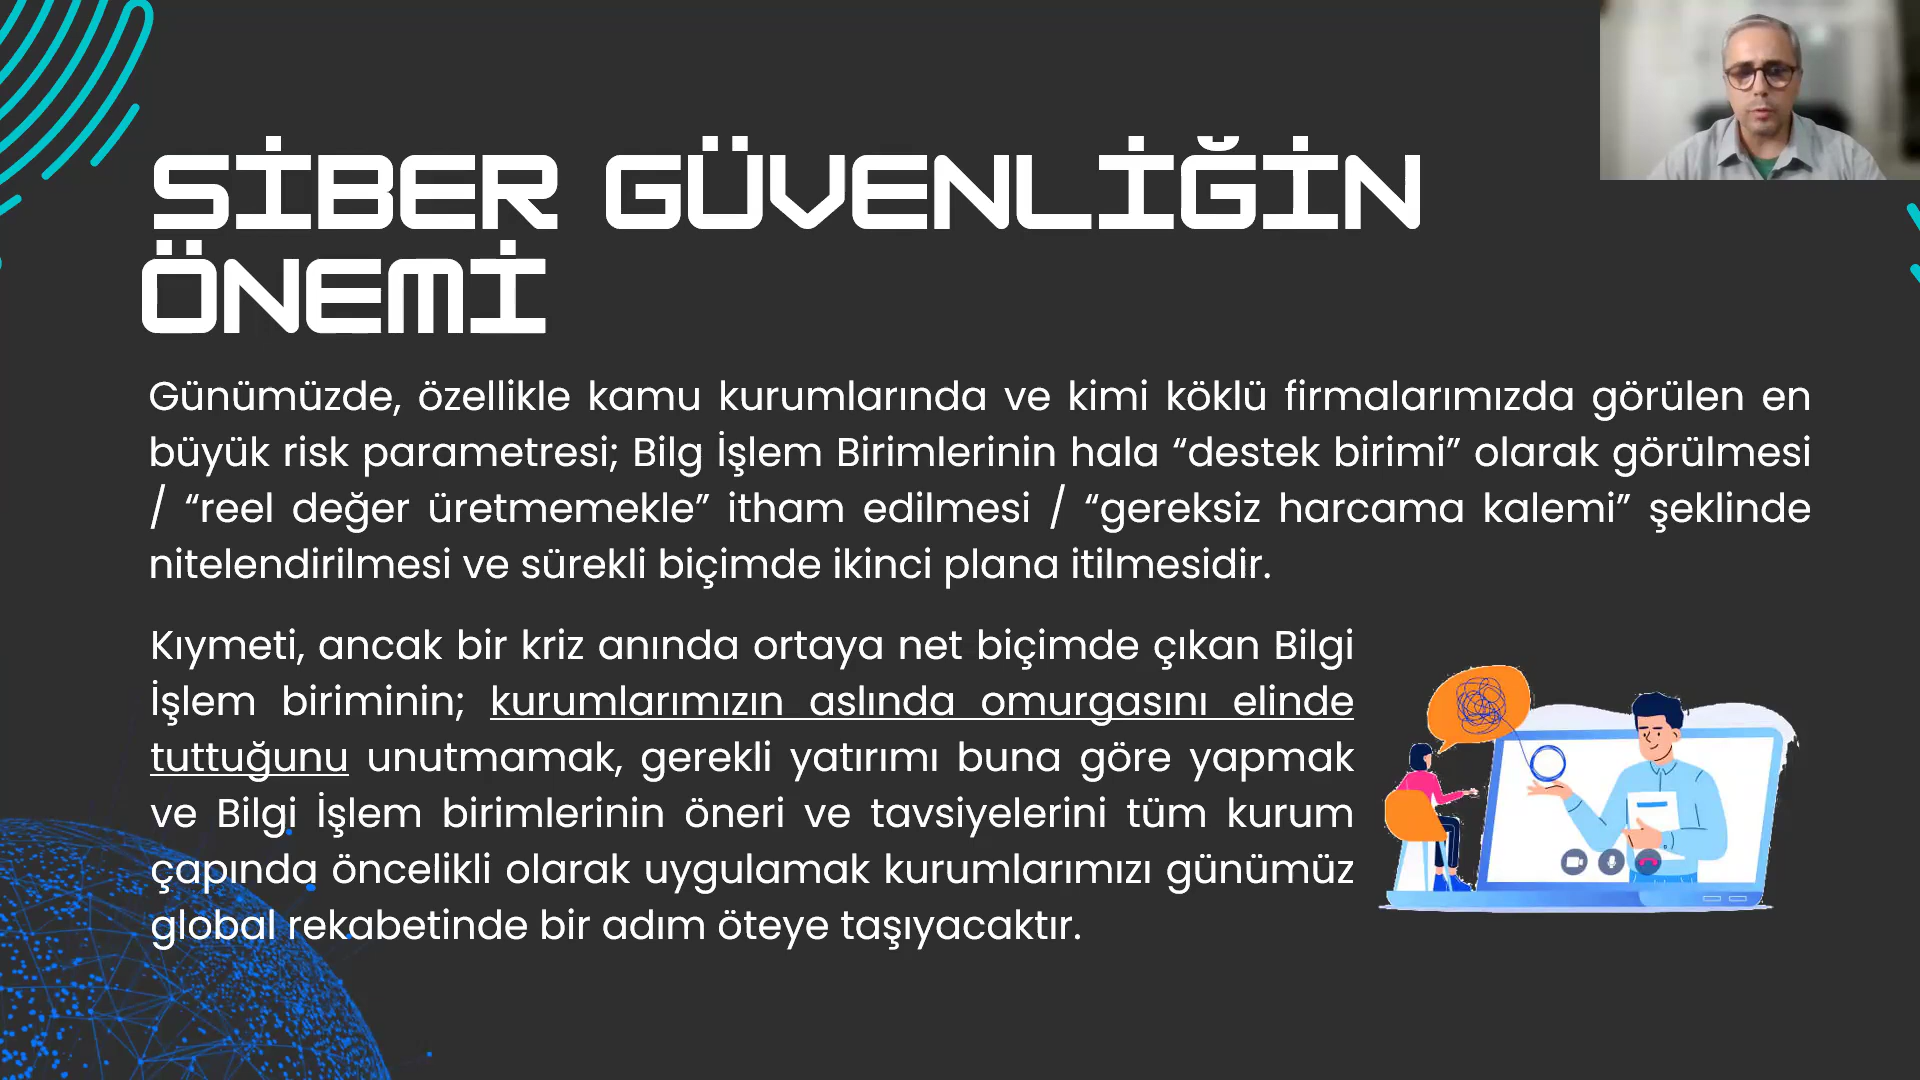 SİBER GÜVENLİĞİN
ÖNEMİ
Günümüzde, özellikle kamu kurumlarında ve kimi köklü firmalarımızda görülen en
büyük risk parametresi; Bilg İşlem Birimlerinin hala “destek birimi” olarak görülmesi
/ “reel değer üretmemekle” itham edilmesi / “gereksiz harcama kalemi” şeklinde
nitelendirilmesi ve sürekli biçimde ikinci plana itilmesidir.
Kıymeti, ancak bir kriz anında ortaya net biçimde çıkan Bilgi
İşlem biriminin; kurumlarımızın aslında omurgasını elinde
tuttuğunu unutmamak, gerekli yatırımı buna göre yapmak
ve Bilgi İşlem birimlerinin öneri ve tavsiyelerini tüm kurum
çapında öncelikli olarak uygulamak kurumlarımızı günümüz
global rekabetinde bir adım öteye taşıyacaktır.